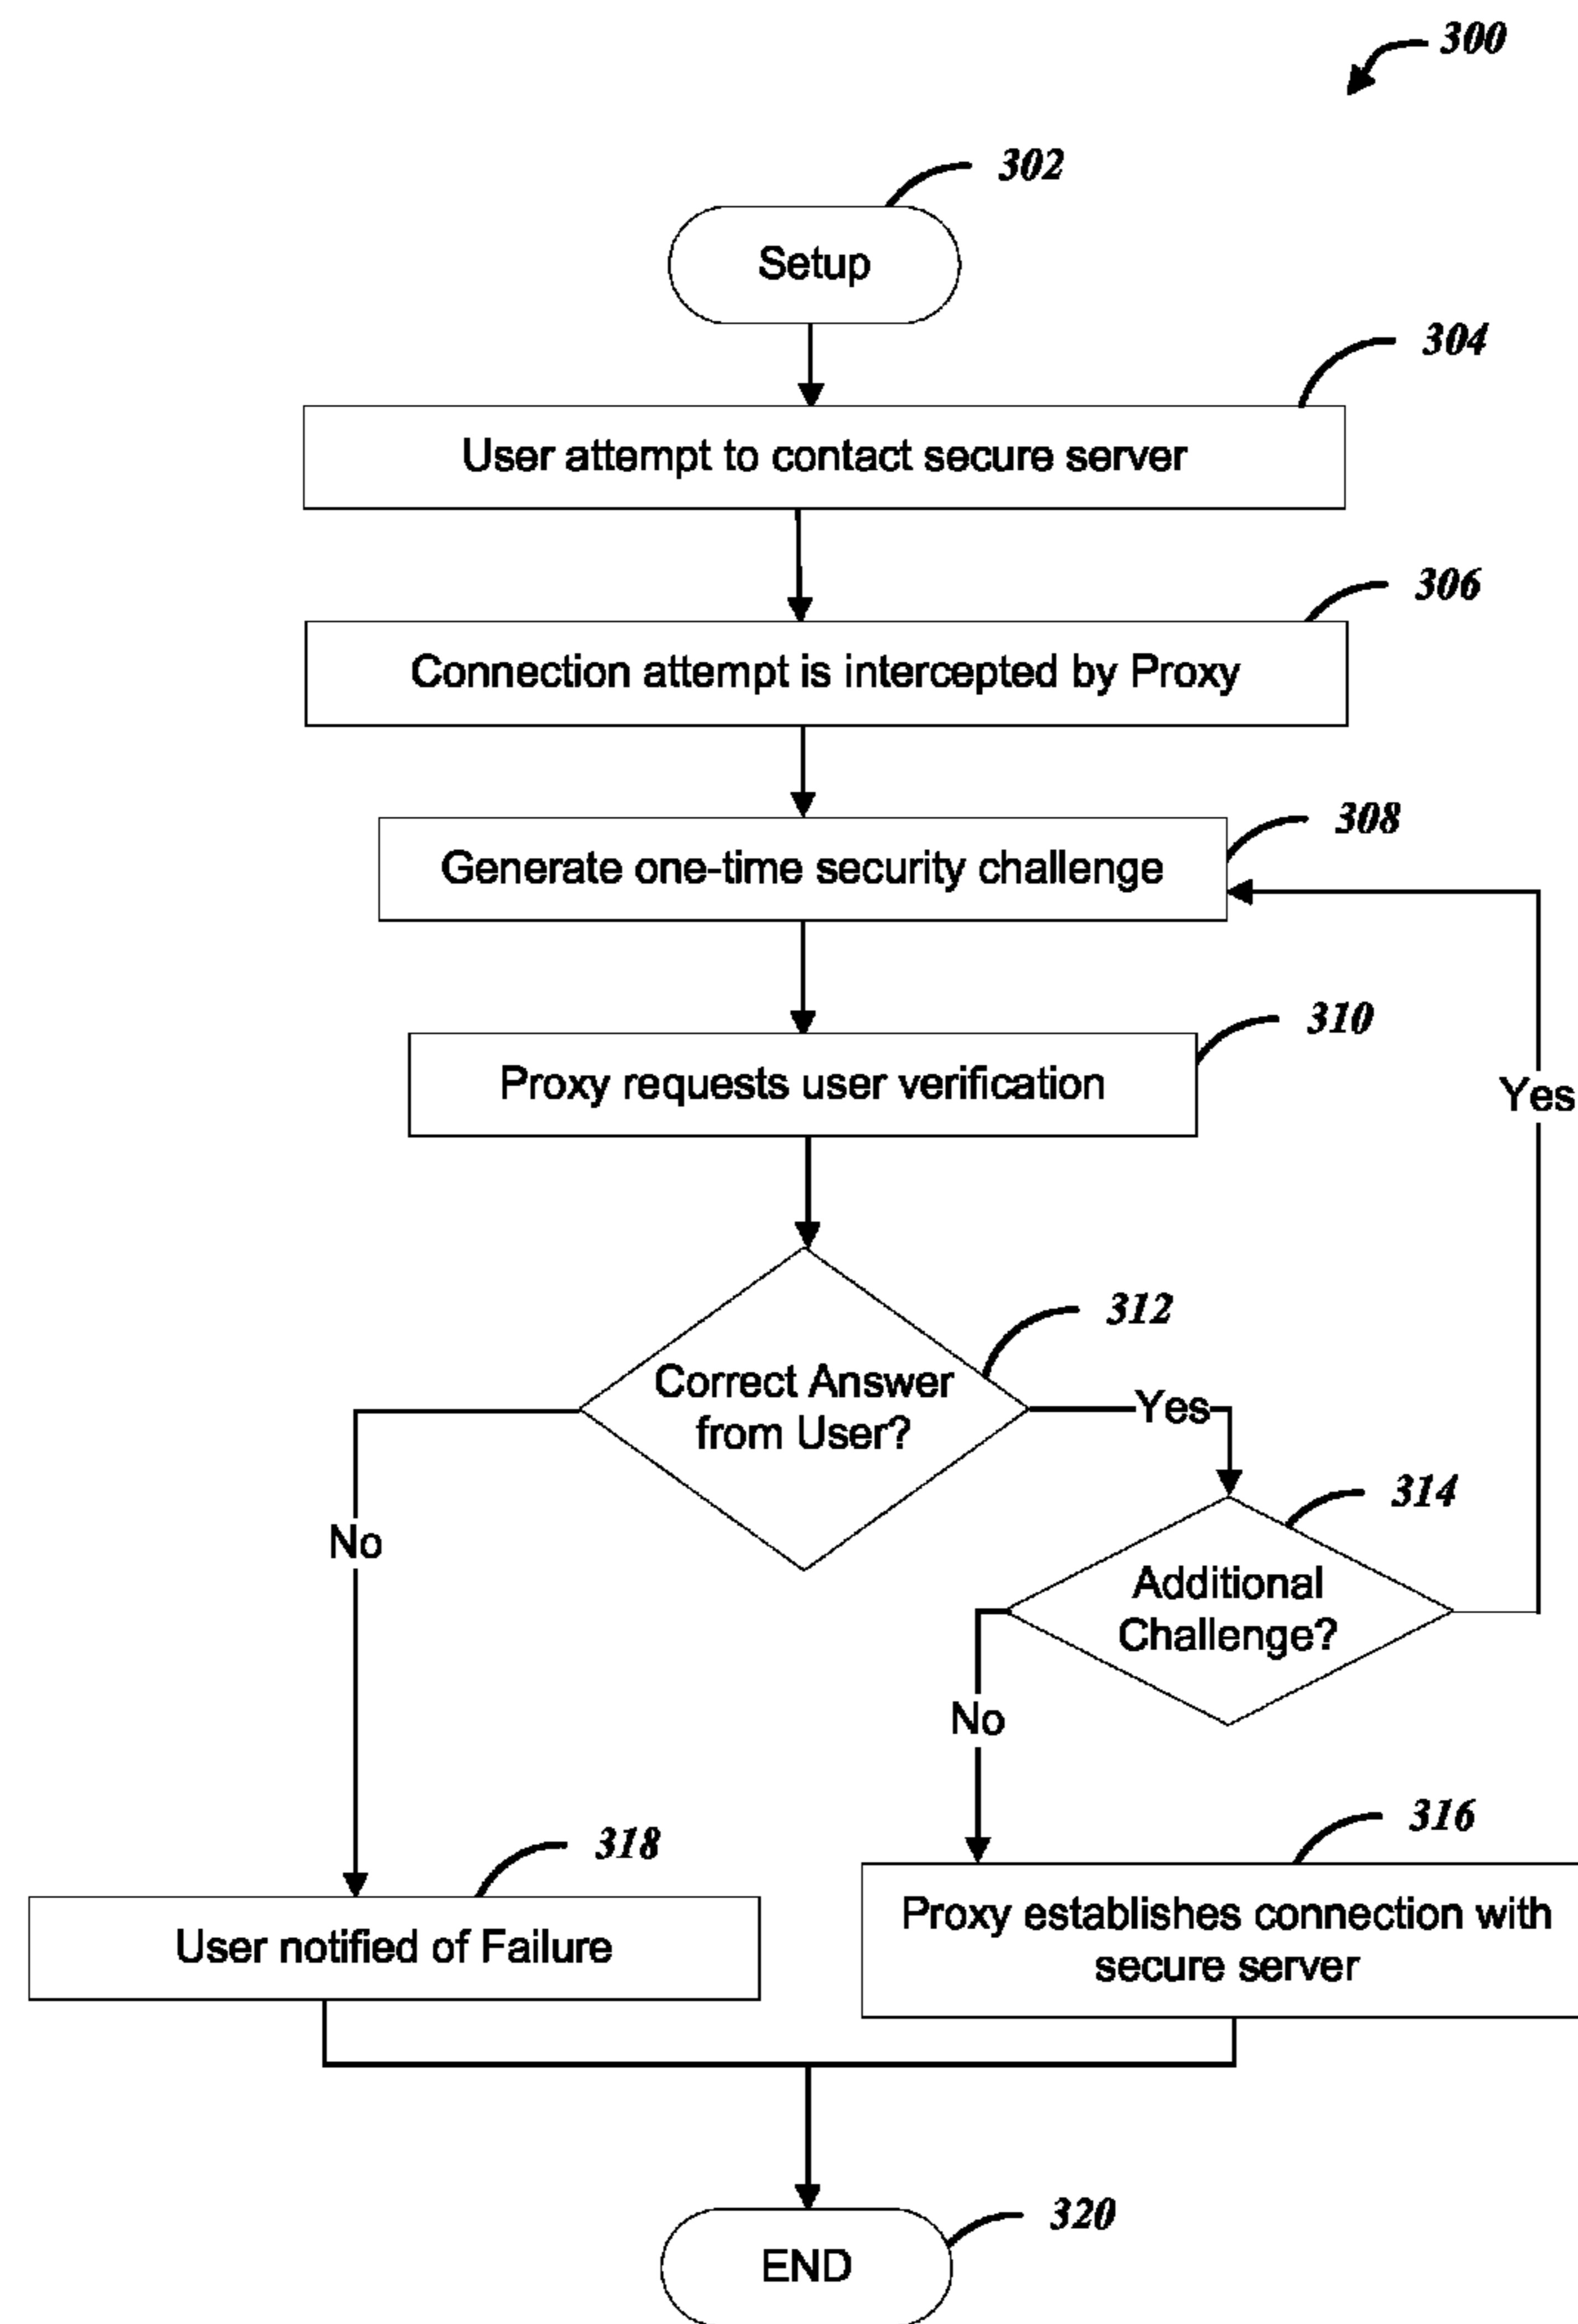 300
302
Setup
304
User attempt to contact secure server
306
Connection attempt is intercepted by Proxy
308
Generate one-time security challenge
310
Proxy requests user verification
Yes
312
Correct Answer
from User?
Yes
314
Additional
Challenge?
No
No
316
Proxy establishes connection with
secure server
318
User notified of Failure
320
END